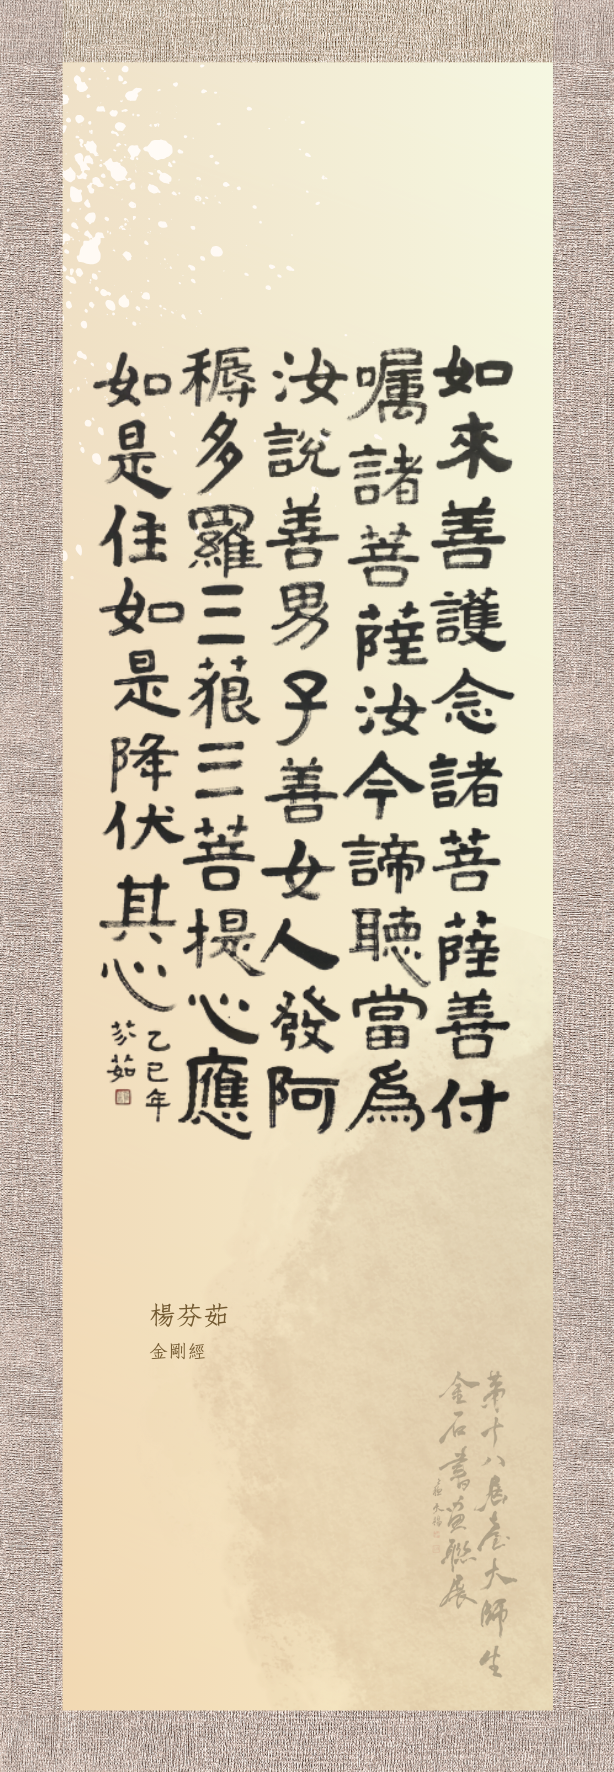 如來善護念諸菩薩善付
嘱諸菩薩汝今諦聽當爲
汝說善男子善女人發阿
耨多羅三藐三菩提心應
如是住如是降伏其心
乙巳年
芬茹
楊芬茹
金剛經
第十八屆臺大師生
金石書畫聯展